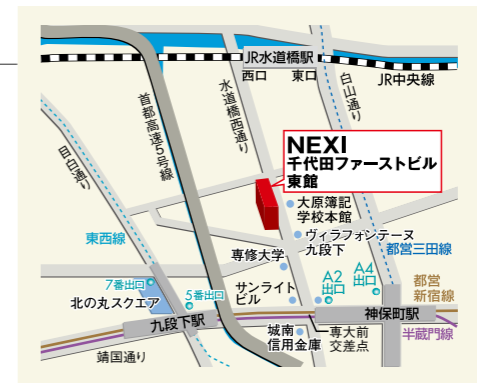 JR水道橋駅
西口 東口
JR中央線
首都高速5号線
水道橋西通り
白山通り
目白通り
NEXI
千代田ファーストビル
東館
大原簿記
学校本館
ヴィラフォンテーヌ
九段下
東西線
都営三田線
専修大学
7番出口
5番出口
北の丸スクエア
サンライト
ビル
A2
出口
A4
出口
都営
新宿線
九段下駅
神保町駅
半蔵門線
城南
信用金庫
専大前
交差点
靖国通り